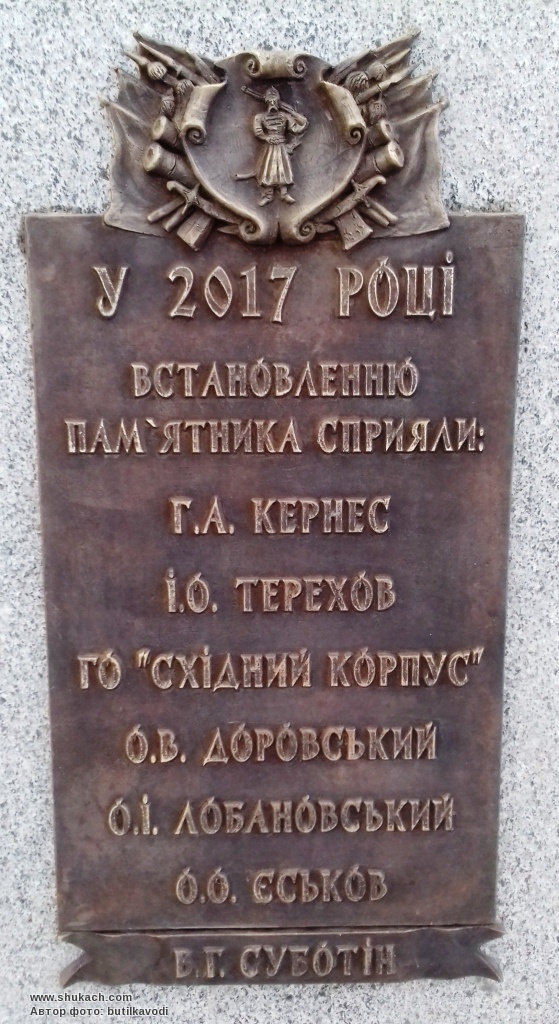 У 2017 РОЦІ
ВСТАНОВЛЕННЮ
ПАМ`ЯТНИКА СПРИЯЛИ:
Г.А. КЕРНЕС
І.О. ТЕРЕХОВ
ГО "СХІДНИЙ КОРПУС"
О.В. ДОРОВСЬКИЙ
О.І. ЛОБАНОВСЬКИЙ
О.О. ЄСЬКОВ
В.Г. СУБОТІН
www.shukach.com
Автор фото: butilkavodi